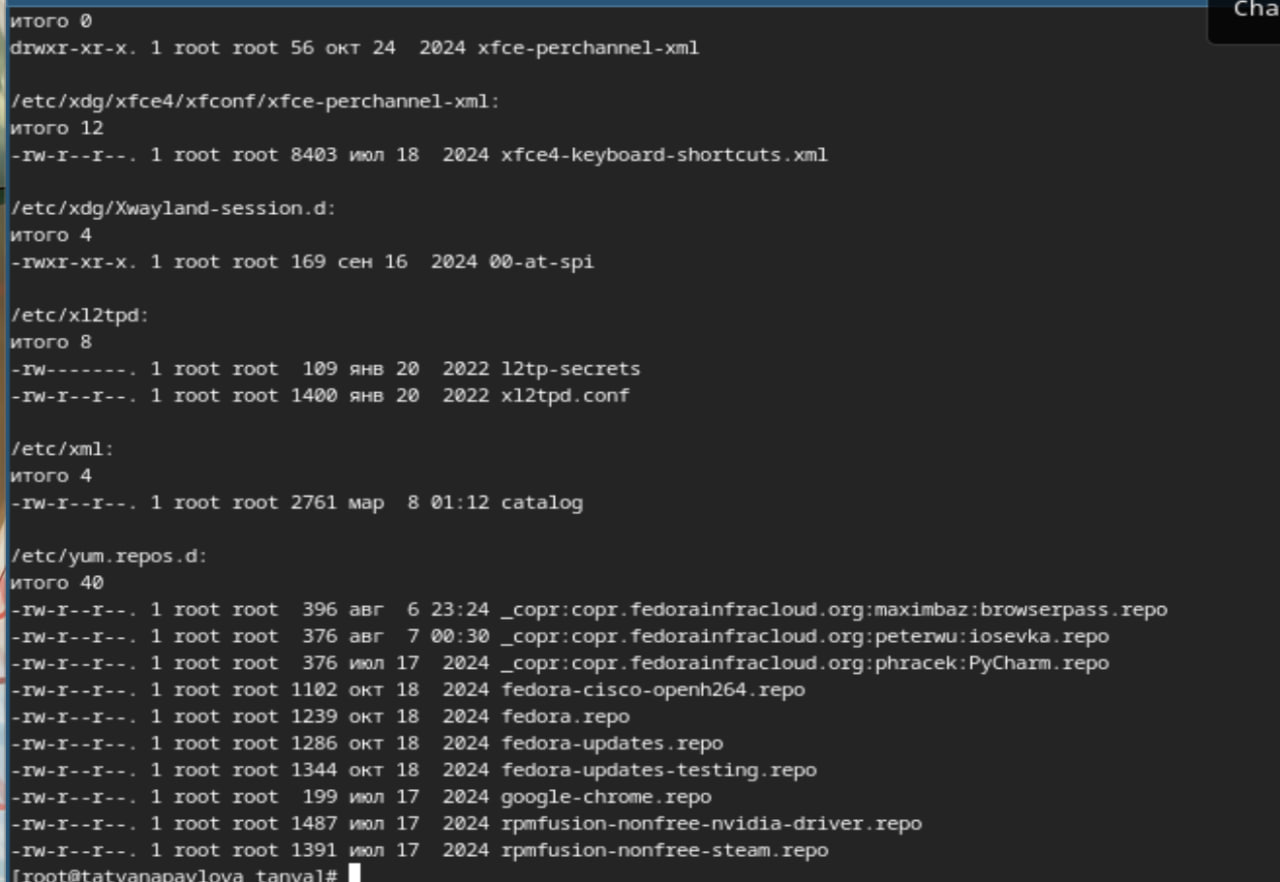 Cha
итого 0
drwxr-xr-x. 1 root root 56 окт 24  2024 xfce-perchannel-xml
/etc/xdg/xfce4/xfconf/xfce-perchannel-xml:
итого 12
-rw-r--r--. 1 root root 8403 июл 18  2024 xfce4-keyboard-shortcuts.xml
/etc/xdg/Xwayland-session.d:
итого 4
-rwxr-xr-x. 1 root root 169 сен 16  2024 00-at-spi
/etc/xl2tpd:
итого 8
-rw-------. 1 root root  109 янв 20  2022 l2tp-secrets
-rw-r--r--. 1 root root 1400 янв 20  2022 xl2tpd.conf
/etc/xml:
итого 4
-rw-r--r--. 1 root root 2761 мар  8 01:12 catalog
/etc/yum.repos.d:
итого 40
-rw-r--r--. 1 root root  396 авг  6 23:24 _copr:copr.fedorainfracloud.org:maximbaz:browserpass.repo
-rw-r--r--. 1 root root  376 авг  7 00:30 _copr:copr.fedorainfracloud.org:peterwu:iosevka.repo
-rw-r--r--. 1 root root  376 июл 17  2024 _copr:copr.fedorainfracloud.org:phracek:PyCharm.repo
-rw-r--r--. 1 root root 1102 окт 18  2024 fedora-cisco-openh264.repo
-rw-r--r--. 1 root root 1239 окт 18  2024 fedora.repo
-rw-r--r--. 1 root root 1286 окт 18  2024 fedora-updates.repo
-rw-r--r--. 1 root root 1344 окт 18  2024 fedora-updates-testing.repo
-rw-r--r--. 1 root root  199 июл 17  2024 google-chrome.repo
-rw-r--r--. 1 root root 1487 июл 17  2024 rpmfusion-nonfree-nvidia-driver.repo
-rw-r--r--. 1 root root 1391 июл 17  2024 rpmfusion-nonfree-steam.repo
[root@tatyanapavlova tanya]#